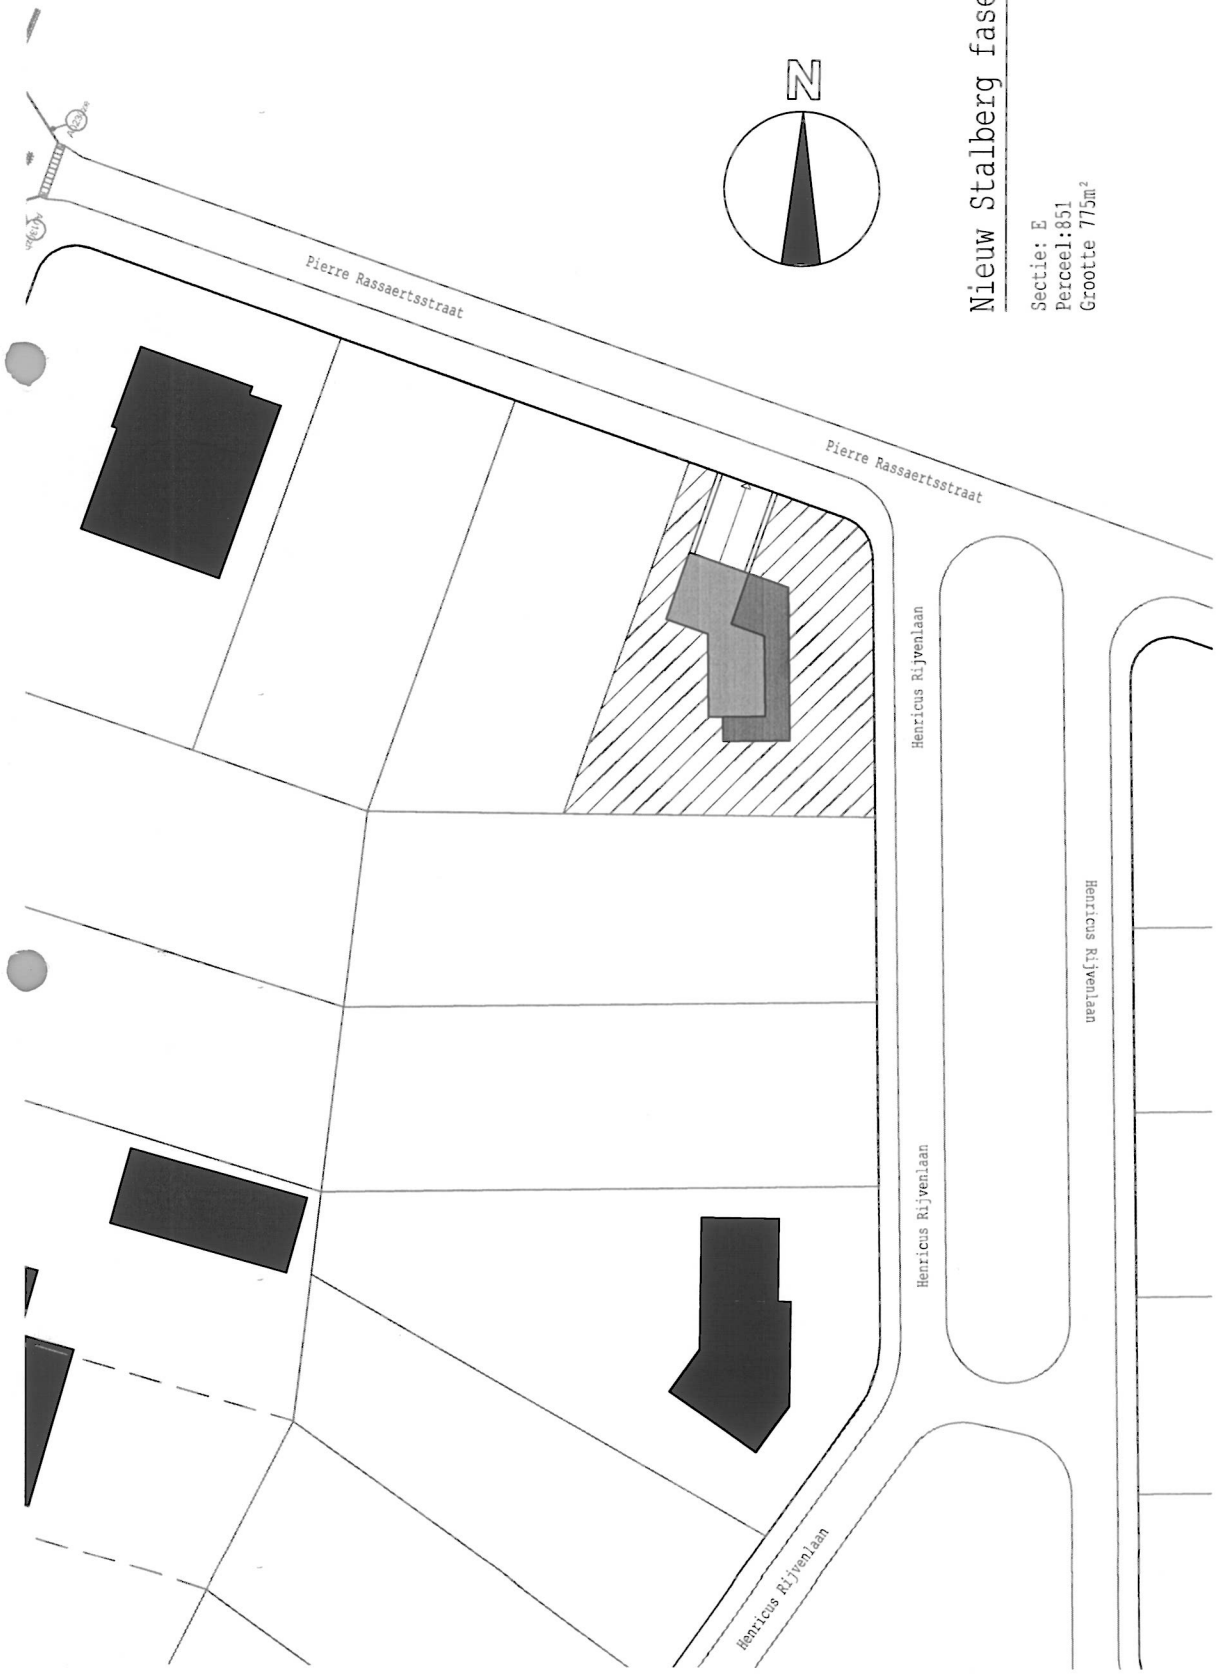 Nieuw Stalberg fase
Sectie: E
Perceel:851
Grootte 775m²
N
Pierre Rassaertsstraat
Pierre Rassaertsstraat
Henricus Rijvenlaan
Henricus Rijvenlaan
Henricus Rijvenlaan
Henricus Rijvenlaan